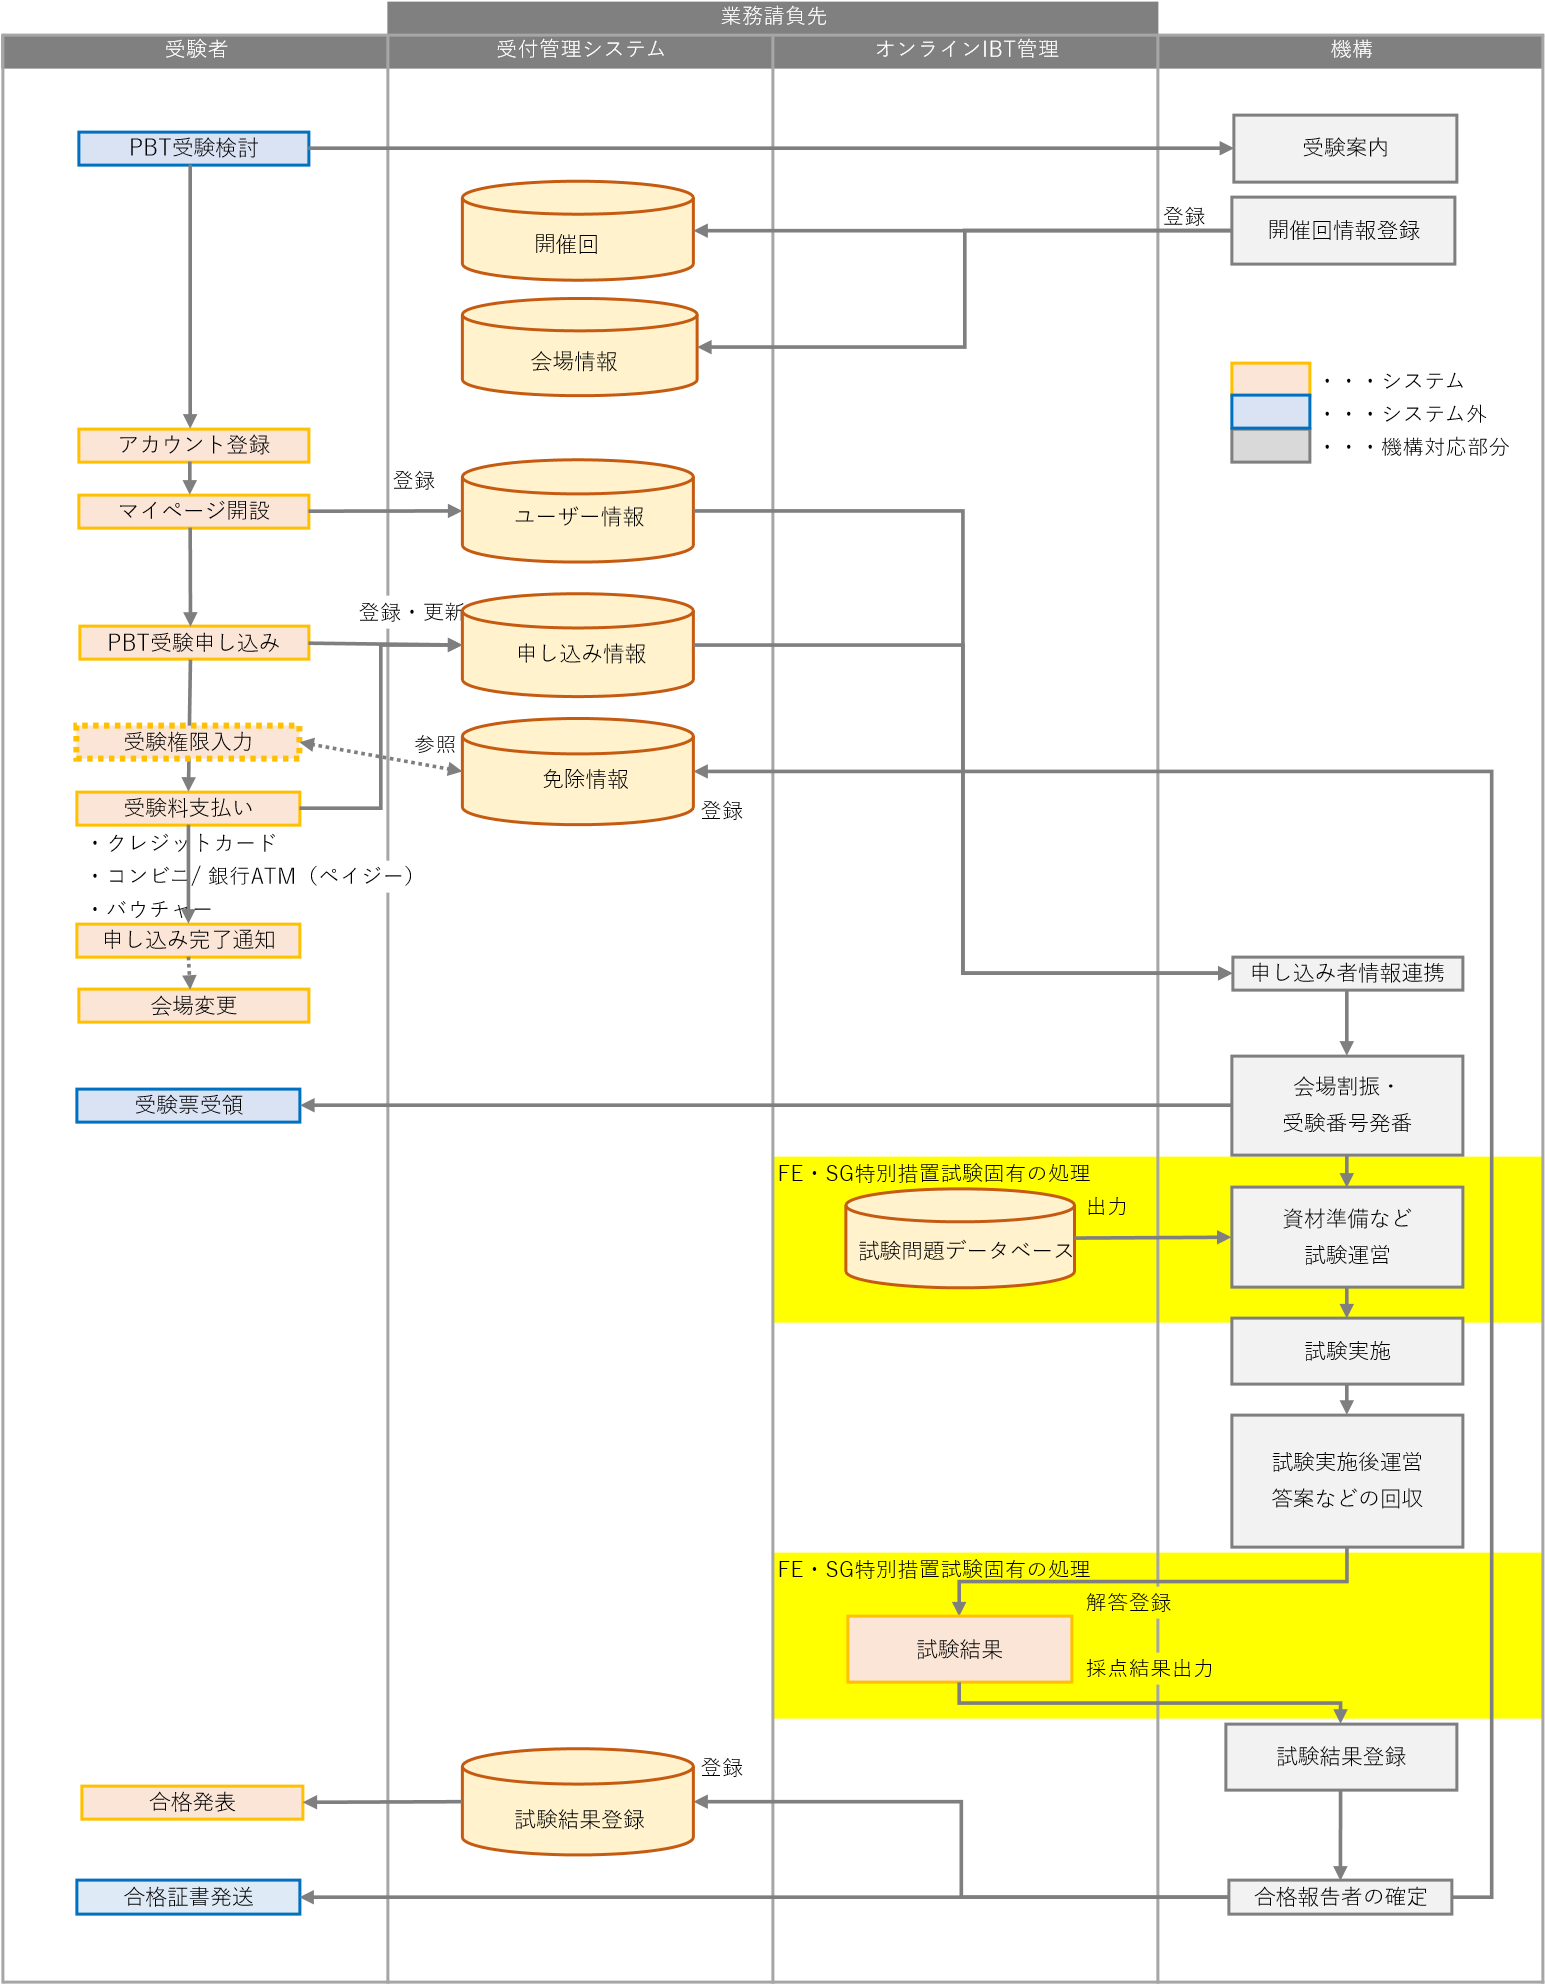 業務請負先
受験者
受付管理システム
オンラインIBT管理
機構
PBT受験検討
受験案内
開催回
登録
開催回情報登録
会場情報
・・・システム
・・・システム外
・・・機構対応部分
アカウント登録
マイページ開設
登録
ユーザー情報
PBT受験申し込み
登録・更新
申し込み情報
受験権限入力
参照
免除情報
登録
受験料支払い
・クレジットカード
・コンビニ/ 銀行ATM（ペイジー）
・バウチャー
申し込み完了通知
会場変更
申し込み者情報連携
受験票受領
会場割振・
受験番号発番
FE・SG特別措置試験固有の処理
試験問題データベース
出力
資材準備など
試験運営
試験実施
試験実施後運営
答案などの回収
FE・SG特別措置試験固有の処理
解答登録
試験結果
採点結果出力
試験結果登録
登録
合格発表
試験結果登録
合格証書発送
合格報告者の確定